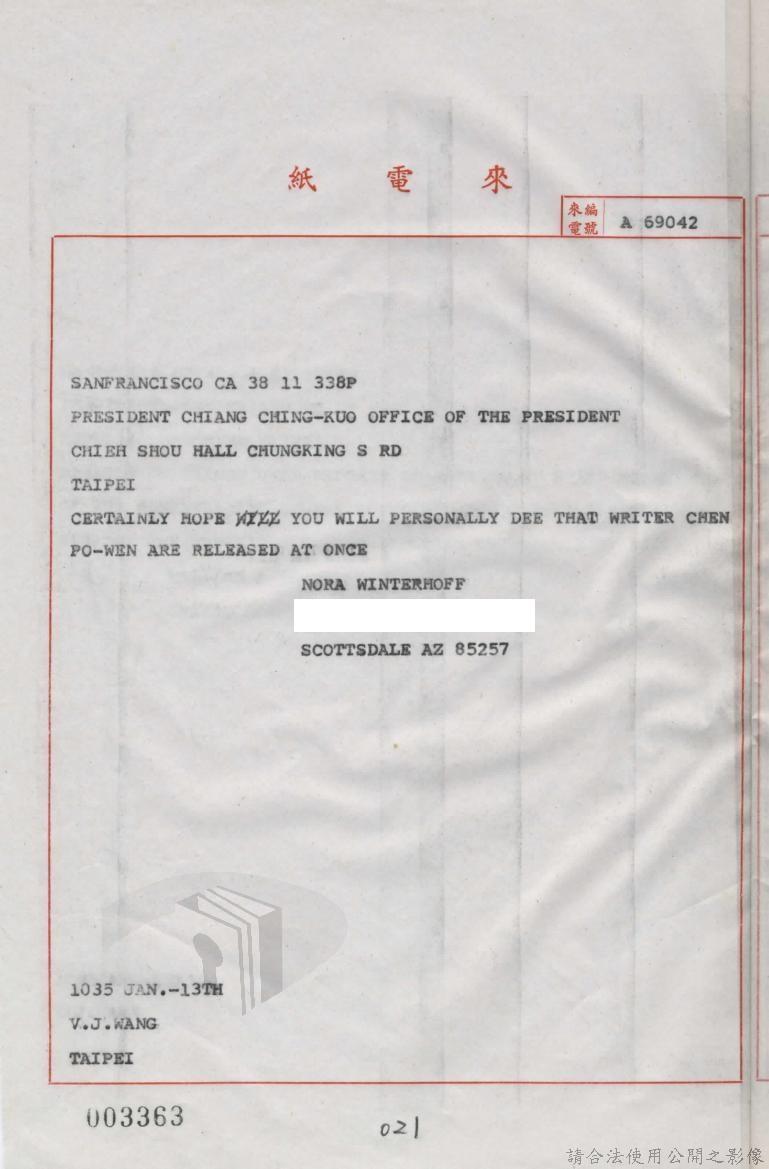 紙電來
來電編號 A 69042
SANFRANCISCO CA 38 11 338P
PRESIDENT CHIANG CHING-KUO OFFICE OF THE PRESIDENT
CHIEH SHOU HALL CHUNGKING S RD
TAIPEI
CERTAINLY HOPE WILL YOU WILL PERSONALLY DEE THAT WRITER CHEN
PO-WEN ARE RELEASED AT ONCE
NORA WINTERHOFF
SCOTTSDALE AZ 85257
1035 JAN.-13TH
V.J.WANG
TAIPEI
003363
021
請合法使用公開之影像